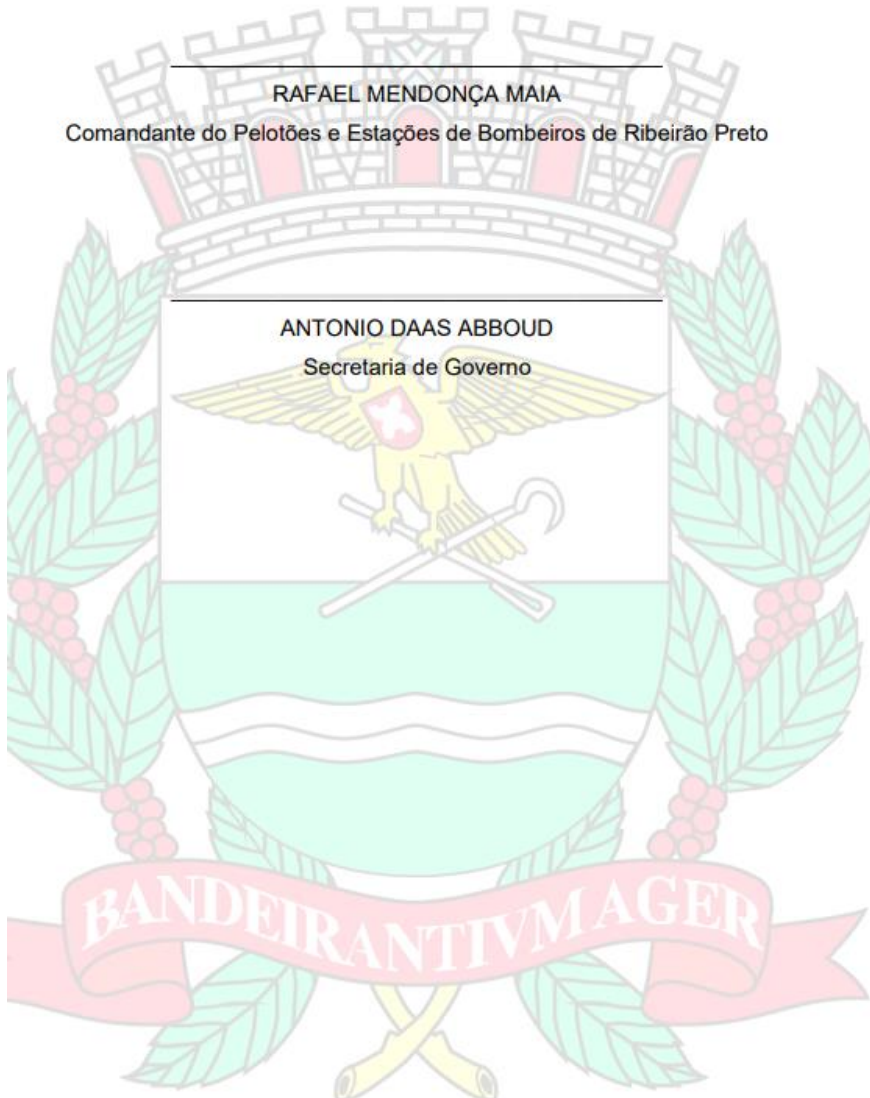 RAFAEL MENDONÇA MAIA
Comandante do Pelotões e Estações de Bombeiros de Ribeirão Preto
ANTONIO DAAS ABBOUD
Secretaria de Governo
BANDEIRANTIVM AGER